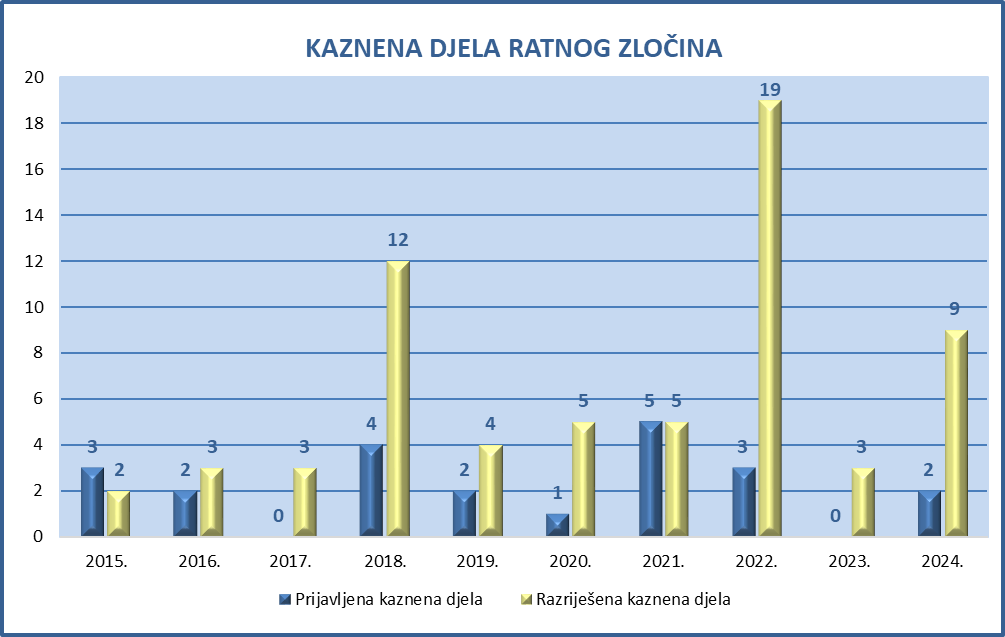 KAZNENA DJELA RATNOG ZLOČINA
20
18
16
14
12
10
8
6
4
2
0
3 2 2 3 0 3 4 12 2 4 1 5 5 5 3 19 0 3 2 9
2015. 2016. 2017. 2018. 2019. 2020. 2021. 2022. 2023. 2024.
Prijavljena kaznena djela Razriješena kaznena djela